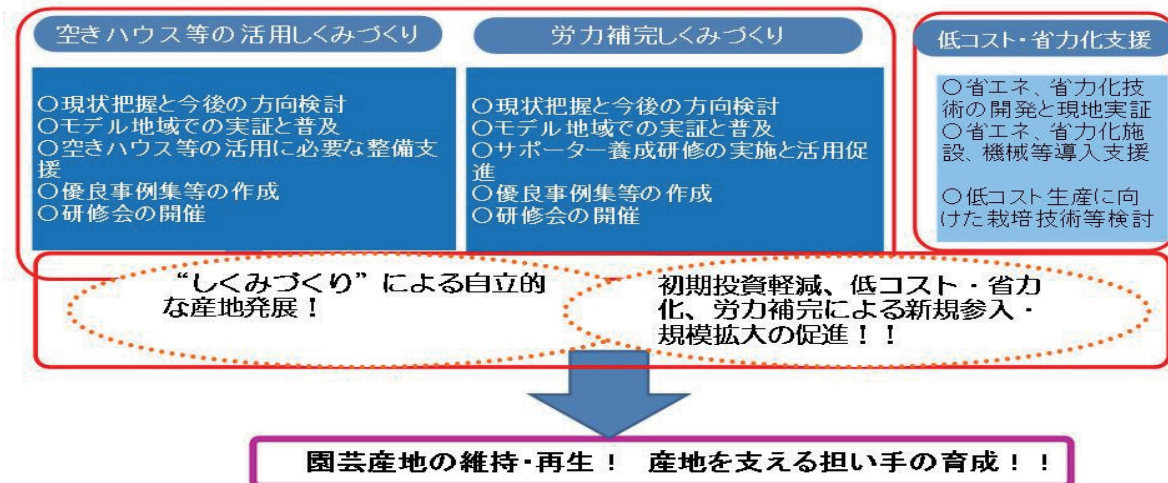 空きハウス等の活用しくみづくり
○現状把握と今後の方向検討
○モデル地域での実証と普及
○空きハウス等の活用に必要な整備支
援
○優良事例集等の作成
○研修会の開催
労力補完しくみづくり
○現状把握と今後の方向検討
○モデル地域での実証と普及
○サポーター養成研修の実施と活用促
進
○優良事例集等の作成
○研修会の開催
低コスト・省力化支援
○省エネ、省力化技
術の開発と現地実証
○省エネ、省力化施
設、機械等導入支援
○低コスト生産に向
けた栽培技術等検討
“しくみづくり”による自立的
な産地発展！
初期投資軽減、低コスト・省力
化、労力補完による新規参入・
規模拡大の促進！！
園芸産地の維持・再生！ 産地を支える担い手の育成！！